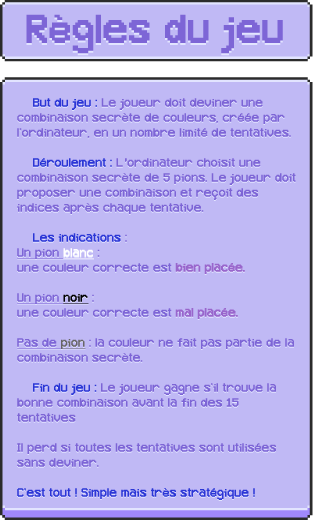 Règles du jeu
But du jeu : Le joueur doit deviner une
combinaison secrète de couleurs, créée par
l'ordinateur, en un nombre limité de tentatives.
Déroulement : L'ordinateur choisit une
combinaison secrète de 5 pions. Le joueur doit
proposer une combinaison et reçoit des
indices après chaque tentative.
Les indications :
Un pion blanc :
une couleur correcte est bien placée.
Un pion noir :
une couleur correcte est mal placée.
Pas de pion : la couleur ne fait pas partie de la
combinaison secrète.
Fin du jeu : Le joueur gagne s'il trouve la
bonne combinaison avant la fin des 15
tentatives
Il perd si toutes les tentatives sont utilisées
sans deviner.
C'est tout ! Simple mais très stratégique !